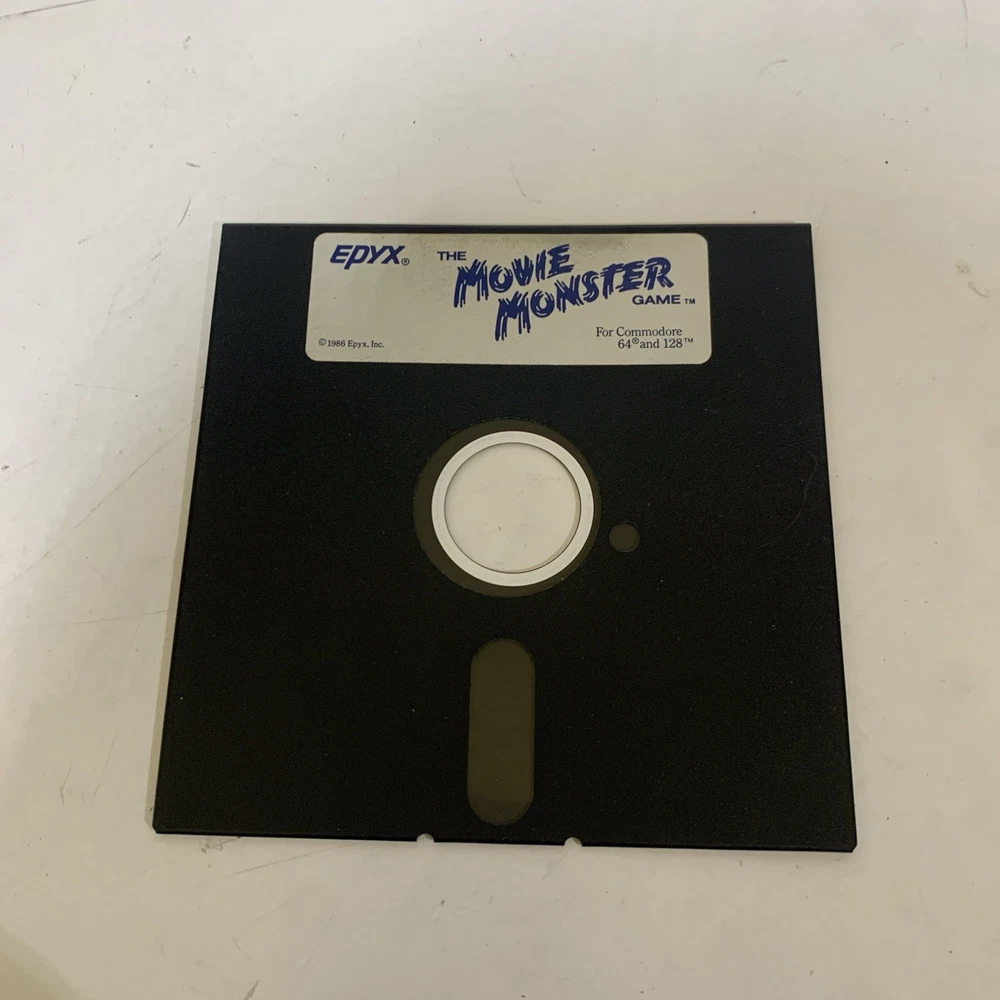 EPYX®
THE MOVIE
MONSTER
GAME™
For Commodore
64® and 128™
©1986 Epyx, Inc.